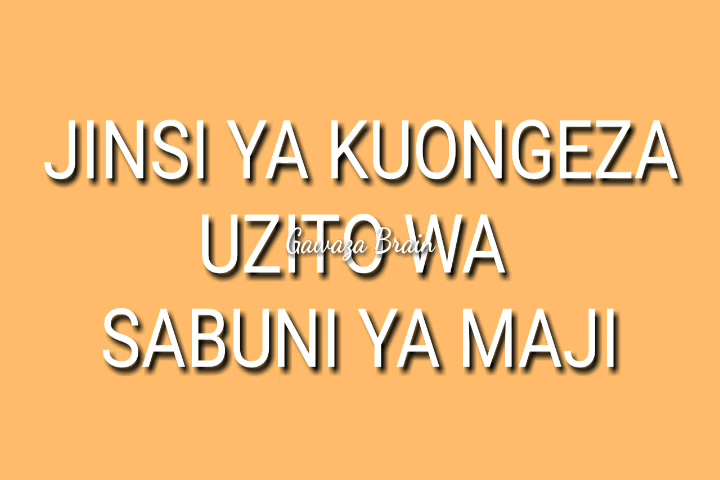 JINSI YA KUONGEZA
UZITO WA
Gawaza Brain
SABUNI YA MAJI